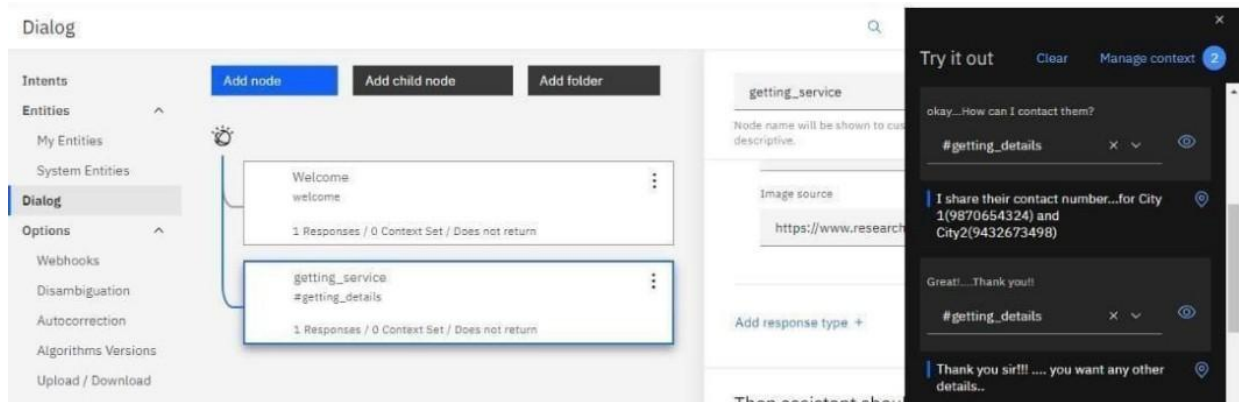 Dialog
Intents
Entities
My Entities
System Entities
Dialog
Options
Webhooks
Disambiguation
Autocorrection
Algorithms Versions
Upload / Download
Add node
Add child node
Add folder
Welcome
welcome
1 Responses / 0 Context Set / Does not return
getting_service
#getting_details
1 Responses / 0 Context Set / Does not return
getting_service
Node name will be shown to cus
descriptive.
Image source
https://www.research
Add response type +
Then assistant shou
Try it out
Clear
Manage context 2
okay...How can I contact them?
#getting_details
I share their contact number...for City
1(9870654324) and
City2(9432673498)
Great!....Thank you!!
#getting_details
Thank you sir!!! .... you want any other
details..